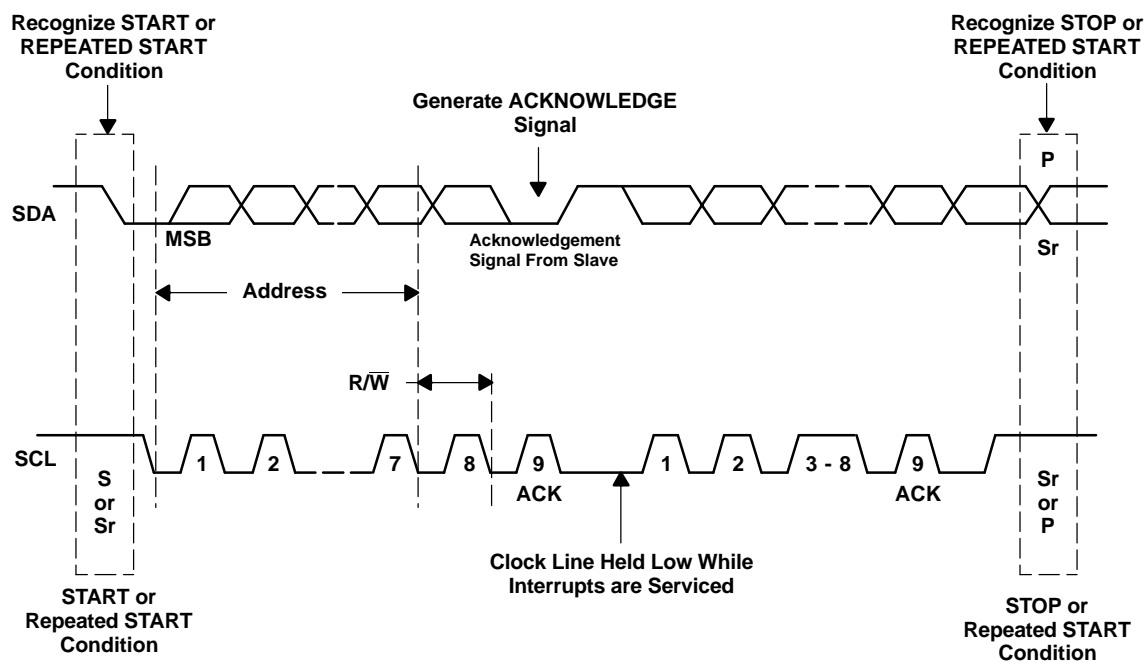 Recognize START or
REPEATED START
Condition
Recognize STOP or
REPEATED START
Condition
Generate ACKNOWLEDGE
Signal
P
SDA
MSB
Acknowledgement
Signal From Slave
Sr
Address
R/W̅
SCL
1
2
7
8
9
1
2
3 - 8
9
ACK
ACK
S
or
Sr
Sr
or
P
Clock Line Held Low While
Interrupts are Serviced
START or
Repeated START
Condition
STOP or
Repeated START
Condition